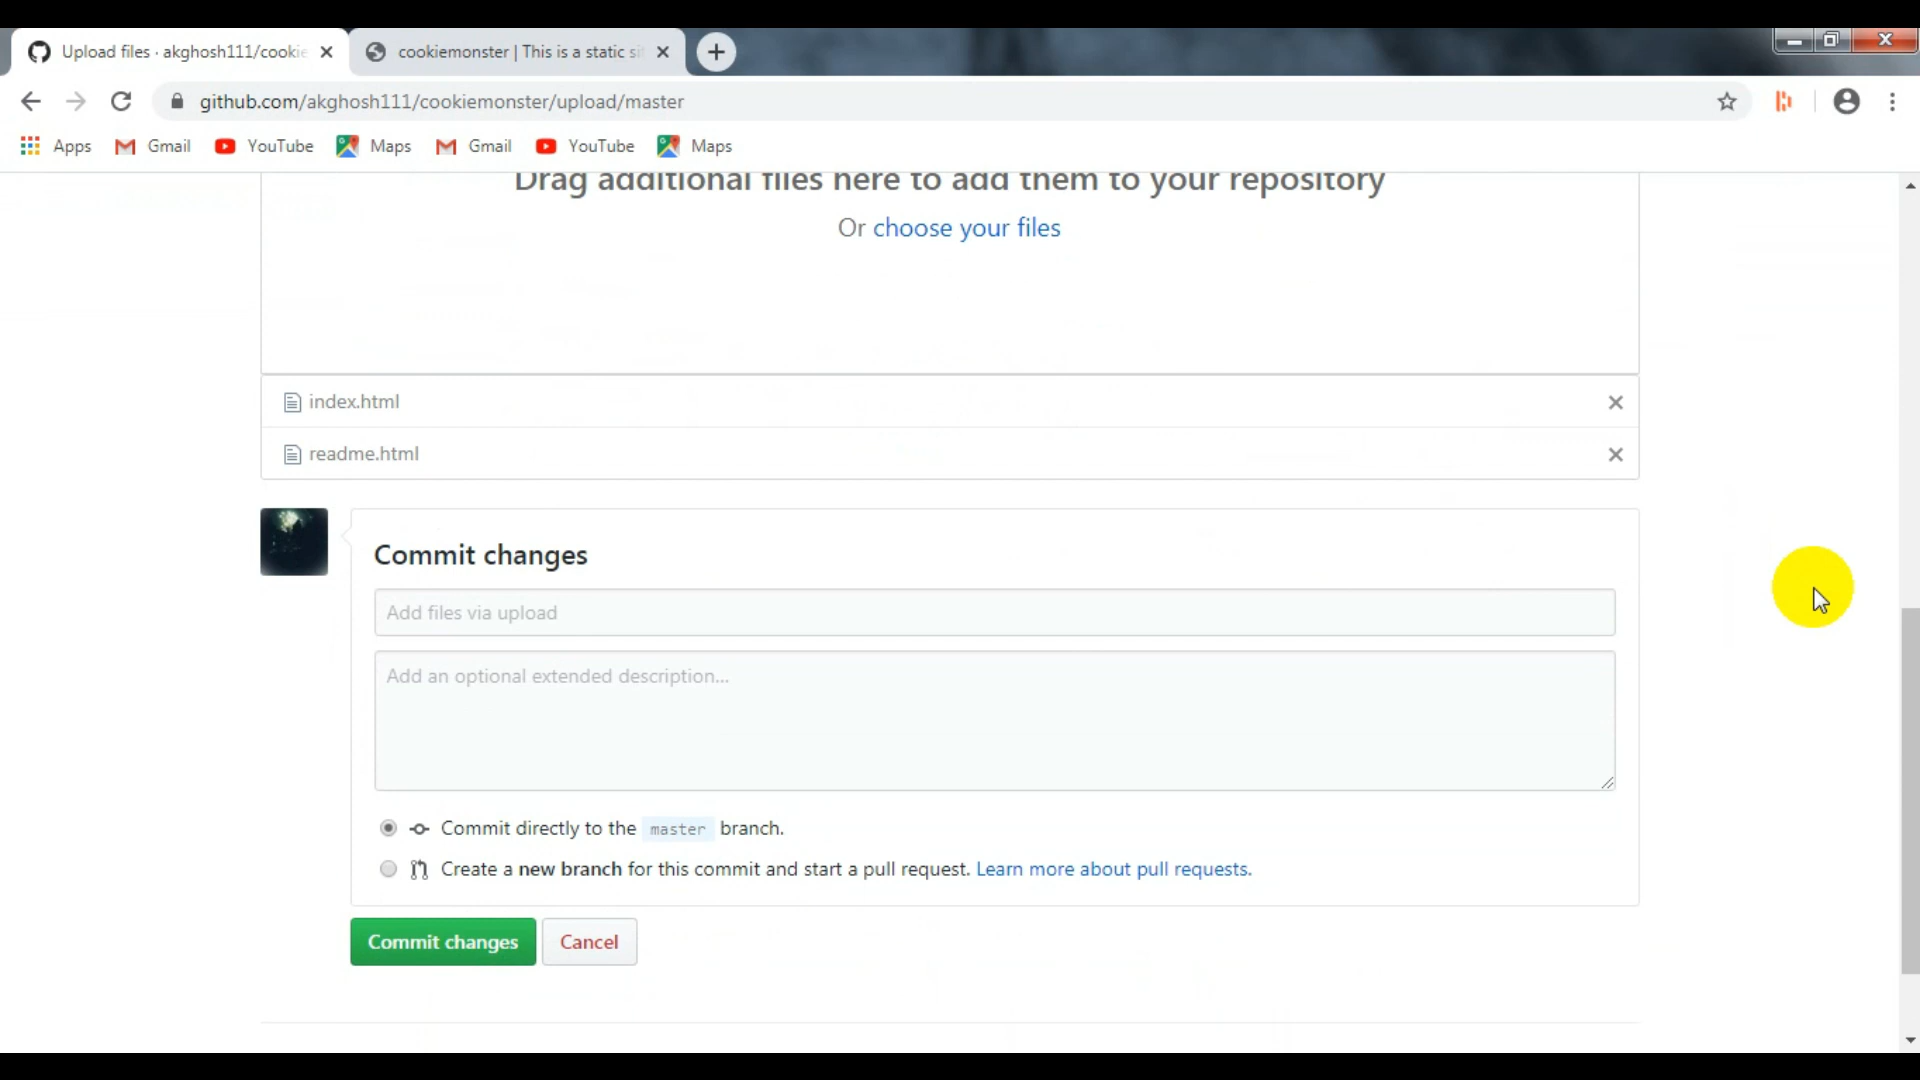 Upload files · akghosh111/cookie
cookiemonster | This is a static si
github.com/akghosh111/cookiemonster/upload/master
Apps Gmail YouTube Maps Gmail YouTube Maps
Drag additional files here to add them to your repository
Or choose your files
index.html
readme.html
Commit changes
Add files via upload
Add an optional extended description...
Commit directly to the master branch.
Create a new branch for this commit and start a pull request. Learn more about pull requests.
Commit changes Cancel